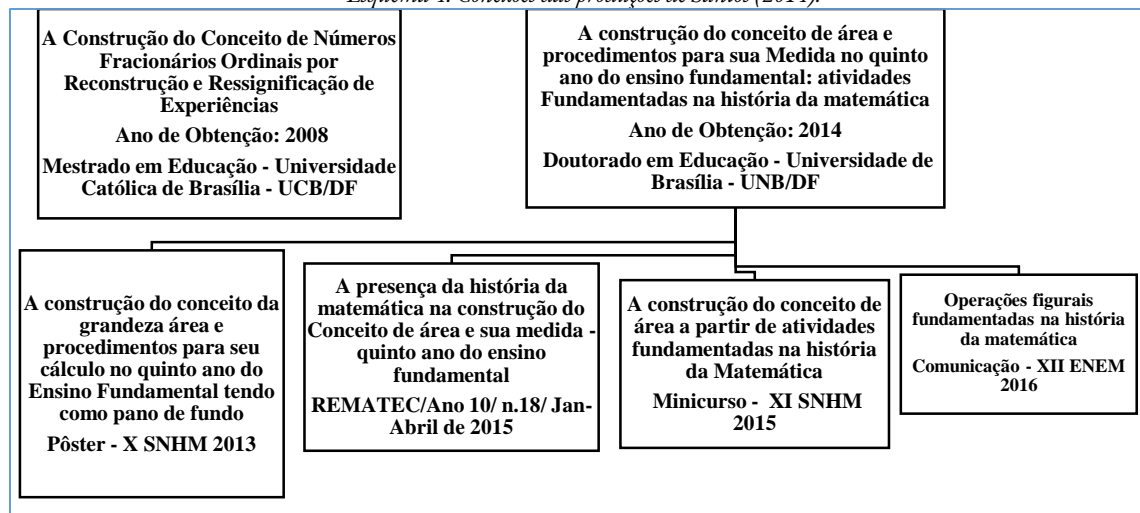 Esquema 4: Conexões das produções de Santos (2014).
A Construção do Conceito de Números
Fracionários Ordinais por
Reconstrução e Ressignificação de
Experiências
Ano de Obtenção: 2008
Mestrado em Educação - Universidade
Católica de Brasília - UCB/DF
A construção do conceito de área e
procedimentos para sua Medida no quinto
ano do ensino fundamental: atividades
Fundamentadas na história da matemática
Ano de Obtenção: 2014
Doutorado em Educação - Universidade de
Brasília - UNB/DF
A construção do conceito da
grandeza área e
procedimentos para seu
cálculo no quinto ano do
Ensino Fundamental tendo
como pano de fundo
Pôster - X SNHM 2013
A presença da história da
matemática na construção do
Conceito de área e sua medida -
quinto ano do ensino
fundamental
REMATEC/Ano 10/ n.18/ Jan-
Abril de 2015
A construção do conceito de
área a partir de atividades
fundamentadas na história
da Matemática
Minicurso - XI SNHM
2015
Operações figurais
fundamentadas na história
da matemática
Comunicação - XII ENEM
2016